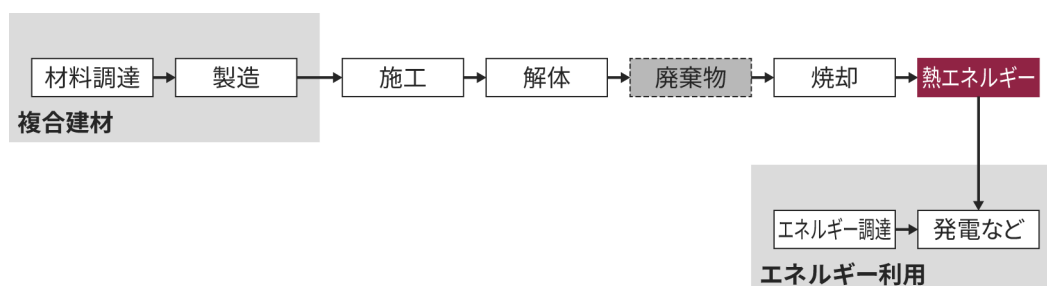 材料調達
製造
施工
解体
廃棄物
焼却
熱エネルギー
複合建材
エネルギー調達
発電など
エネルギー利用